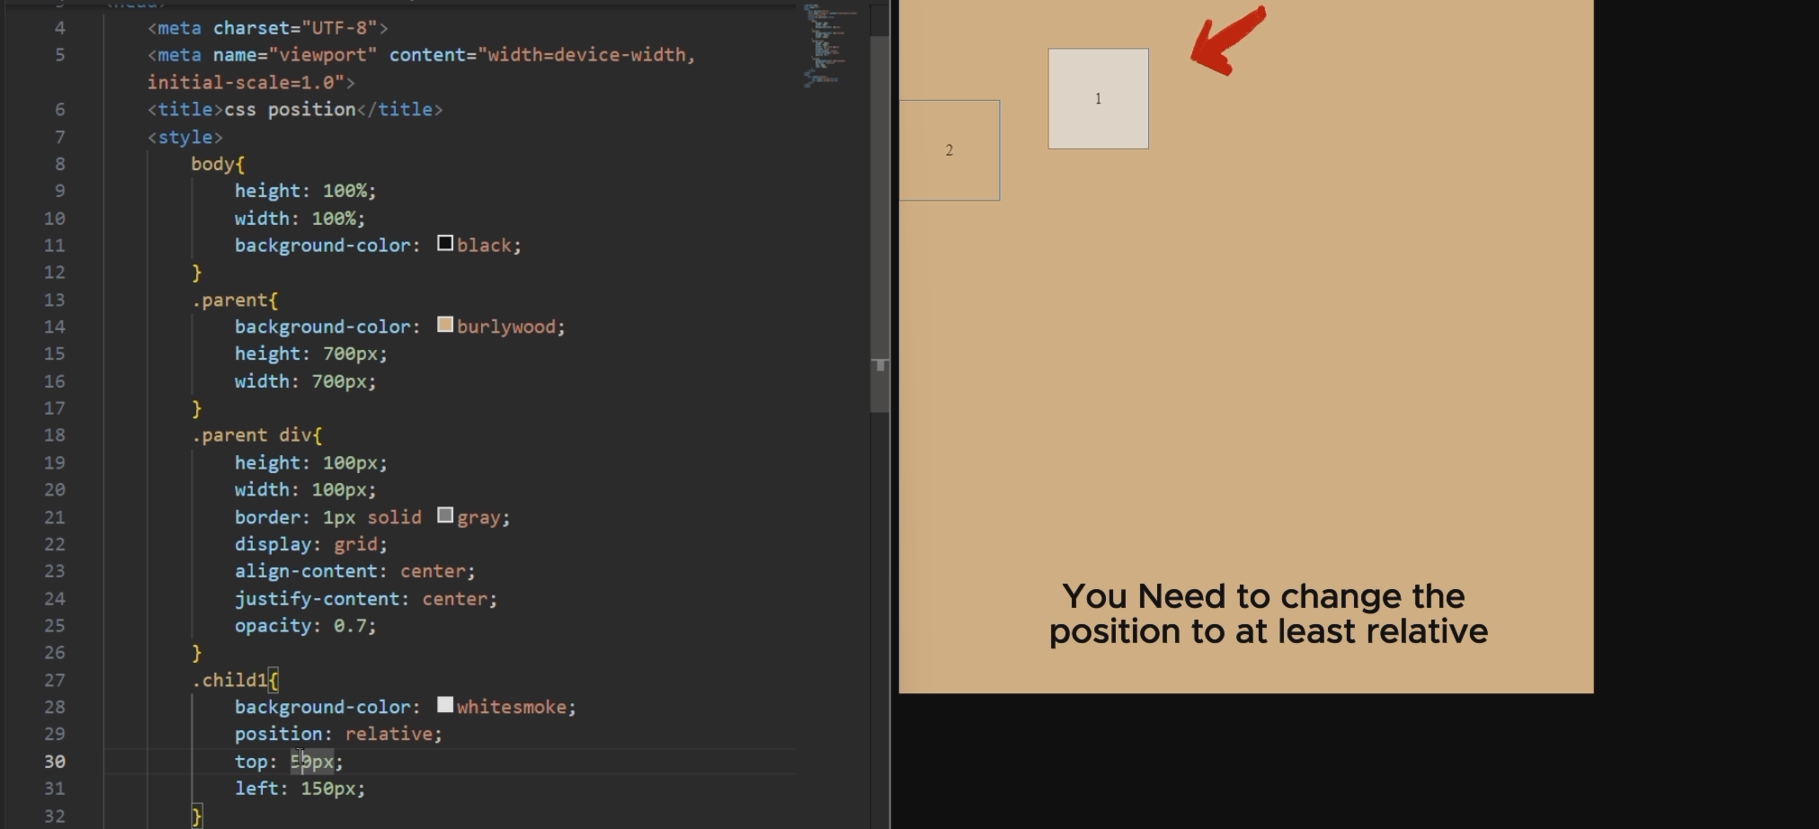 <head>
4 <meta charset="UTF-8">
5 <meta name="viewport" content="width=device-width,
initial-scale=1.0">
6 <title>css position</title>
7 <style>
8 body{
9 height: 100%;
10 width: 100%;
11 background-color: black;
12 }
13 .parent{
14 background-color: burlywood;
15 height: 700px;
16 width: 700px;
17 }
18 .parent div{
19 height: 100px;
20 width: 100px;
21 border: 1px solid gray;
22 display: grid;
23 align-content: center;
24 justify-content: center;
25 opacity: 0.7;
26 }
27 .child1{
28 background-color: whitesmoke;
29 position: relative;
30 top: 50px;
31 left: 150px;
32 }
1
2
You Need to change the
position to at least relative